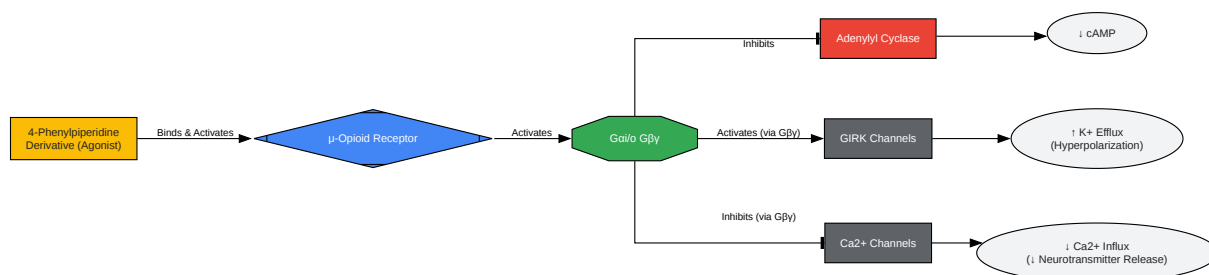 4-Phenylpiperidine
Derivative (Agonist)
Binds & Activates
μ-Opioid Receptor
Activates
Gαi/o Gβγ
Inhibits
Adenylyl Cyclase
↓ cAMP
Activates (via Gβγ)
GIRK Channels
↑ K+ Efflux
(Hyperpolarization)
Inhibits (via Gβγ)
Ca2+ Channels
↓ Ca2+ Influx
(↓ Neurotransmitter Release)